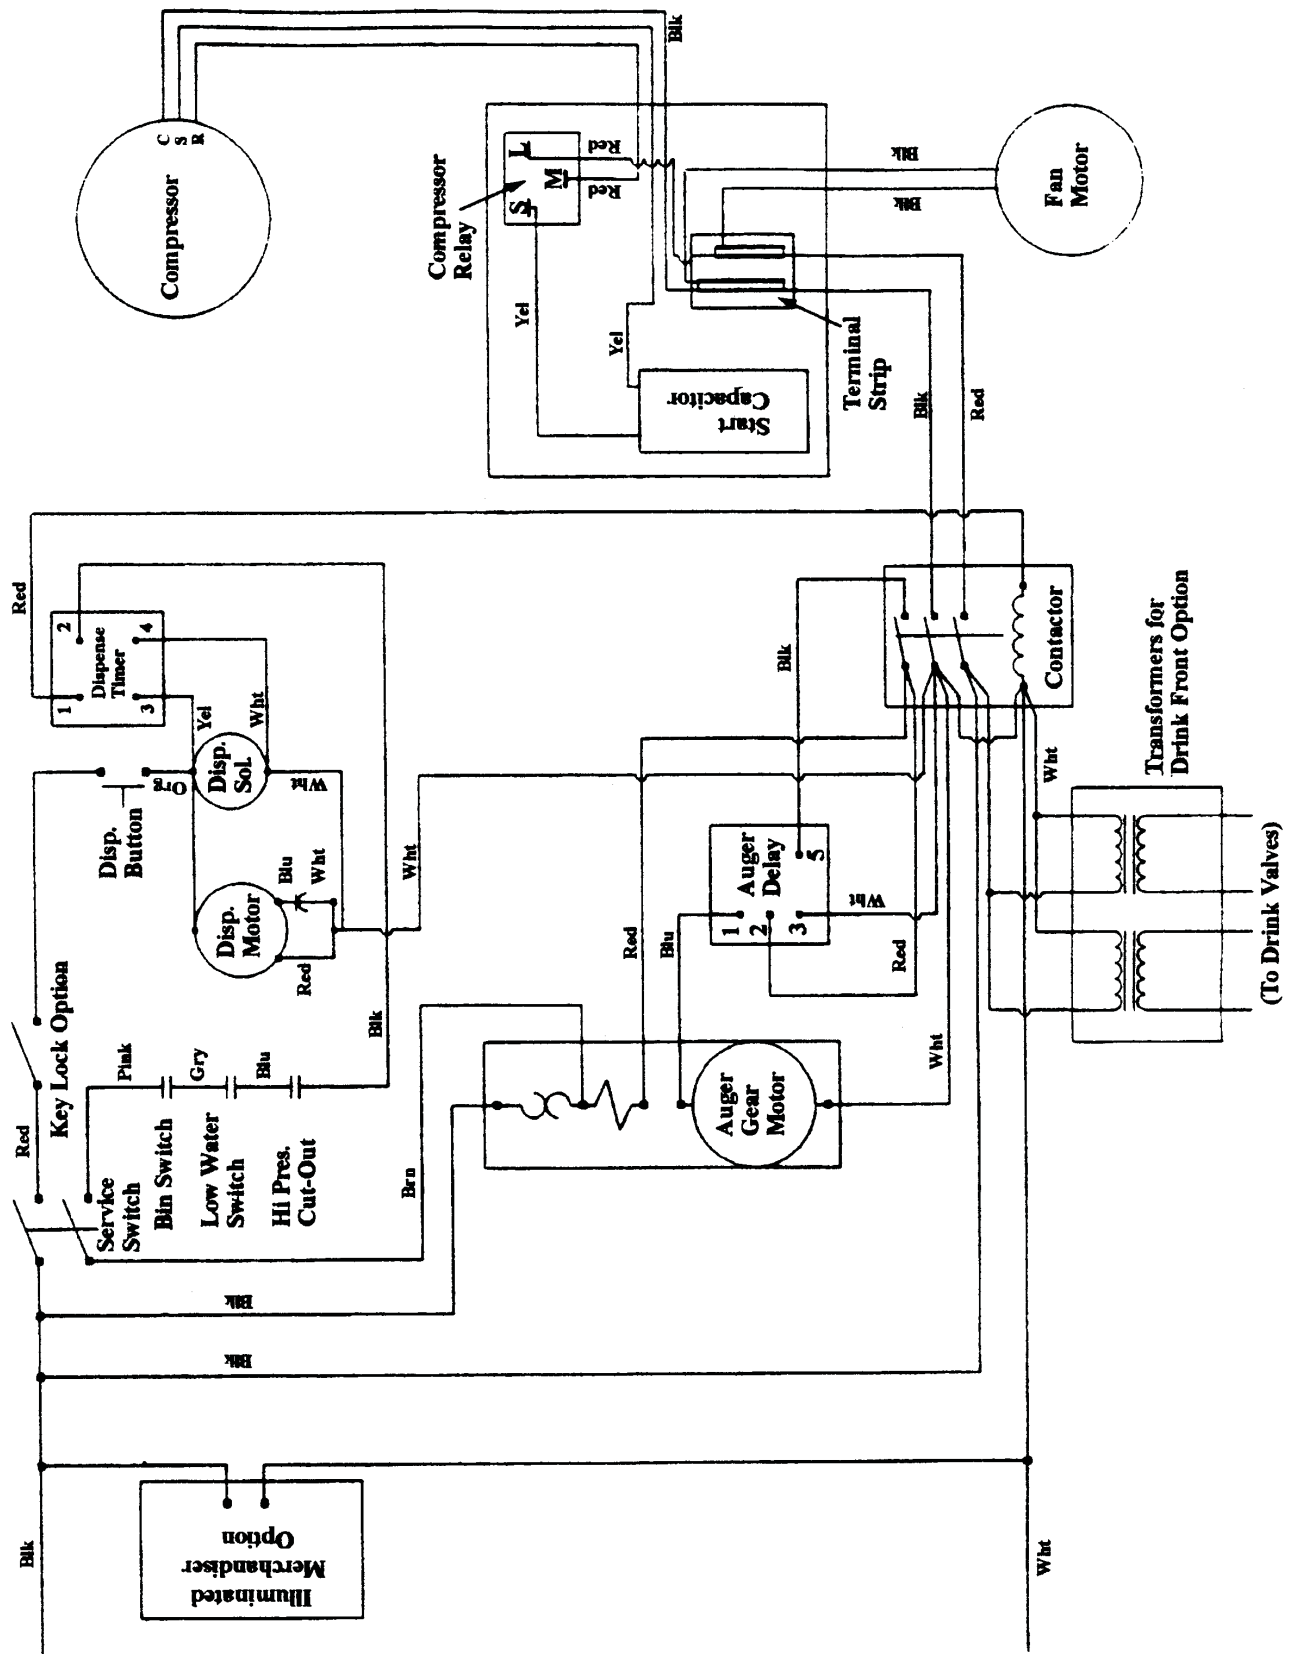 Blk
C
S
R
Compressor
Compressor
Relay
L
M
S
Red
Red
Blk
Blk
Fan
Motor
Yel
Yel
Start
Capacitor
Terminal
Strip
Blk
Red
Red
Dispense
Timer
1
2
3
4
Yel
Wht
Disp.
Sol.
Wht
Org
Disp.
Button
Disp.
Motor
Blu
Wht
Red
Wht
Blk
Key Lock Option
Red
Service
Switch
Pink
Bin Switch
Gry
Low Water
Switch
Blu
Hi Pres.
Cut-Out
Blk
Contactor
Transformers for
Drink Front Option
Wht
(To Drink Valves)
Auger
Delay
1
2
3
5
Blu
Red
Wht
Red
Wht
Auger
Gear
Motor
Brn
Blk
Blk
Illuminated
Merchandiser
Option
Blk
Wht